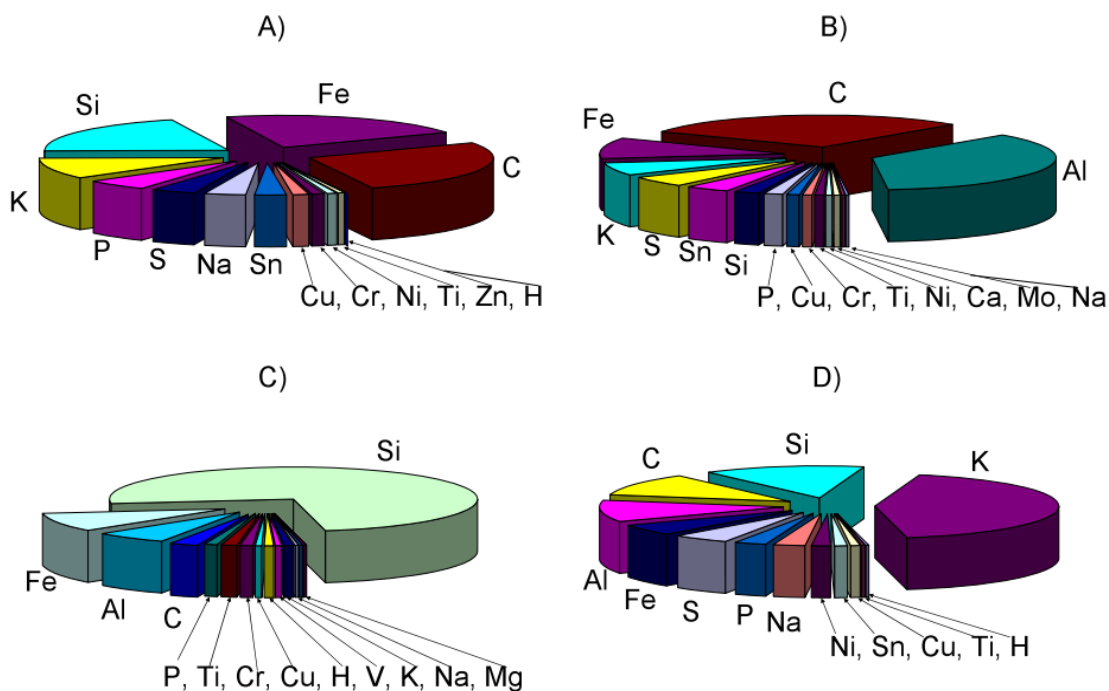 A)
Si
Fe
C
K
P
S
Na
Sn
Cu, Cr, Ni, Ti, Zn, H
B)
Fe
C
Al
K
S
Sn
Si
P, Cu, Cr, Ti, Ni, Ca, Mo, Na
C)
Si
Fe
Al
C
P, Ti, Cr, Cu, H, V, K, Na, Mg
D)
C
Si
K
Al
Fe
S
P
Na
Ni, Sn, Cu, Ti, H